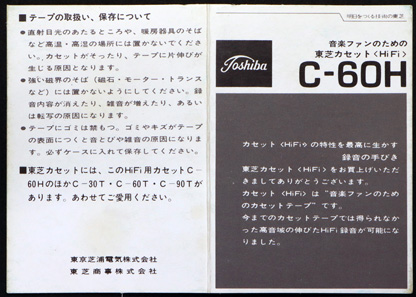 ■テープの取扱い、保存について
●直射日光のあたるところや、暖房器具のそば
など高温・高湿の場所には置かないでくださ
い。カセットがそったり、テープに片伸びが
生じる原因となります。
●強い磁界のそば（磁石・モーター・トランス
など）には置かないようにしてください。録
音内容が消えたり、雑音が増えたり、あるい
は転写の原因になります。
●テープにゴミは禁もつ。ゴミやキズがテープ
の表面につくと音とびや雑音の原因になりま
す。必ずケースに入れて保存してください。
■東芝カセットには、このHiFi用カセットC-
60HのほかC-30T・C-60T・C-90Tが
あります。あわせてご愛用ください。
東京芝浦電気株式会社
東芝商事株式会社
明日をつくる技術の東芝
Toshiba
音楽ファンのための
東芝カセット〈HiFi〉
C-60H
カセット〈HiFi〉の特性を最高に生かす
録音の手びき
東芝カセット〈HiFi〉をお買い上げいただ
きましてありがとうございます。
カセット〈HiFi〉は“音楽ファンのため
のカセットテープ”です。
今までのカセットテープでは得られなかっ
た高音域の伸びたHiFi録音が可能にな
りました。